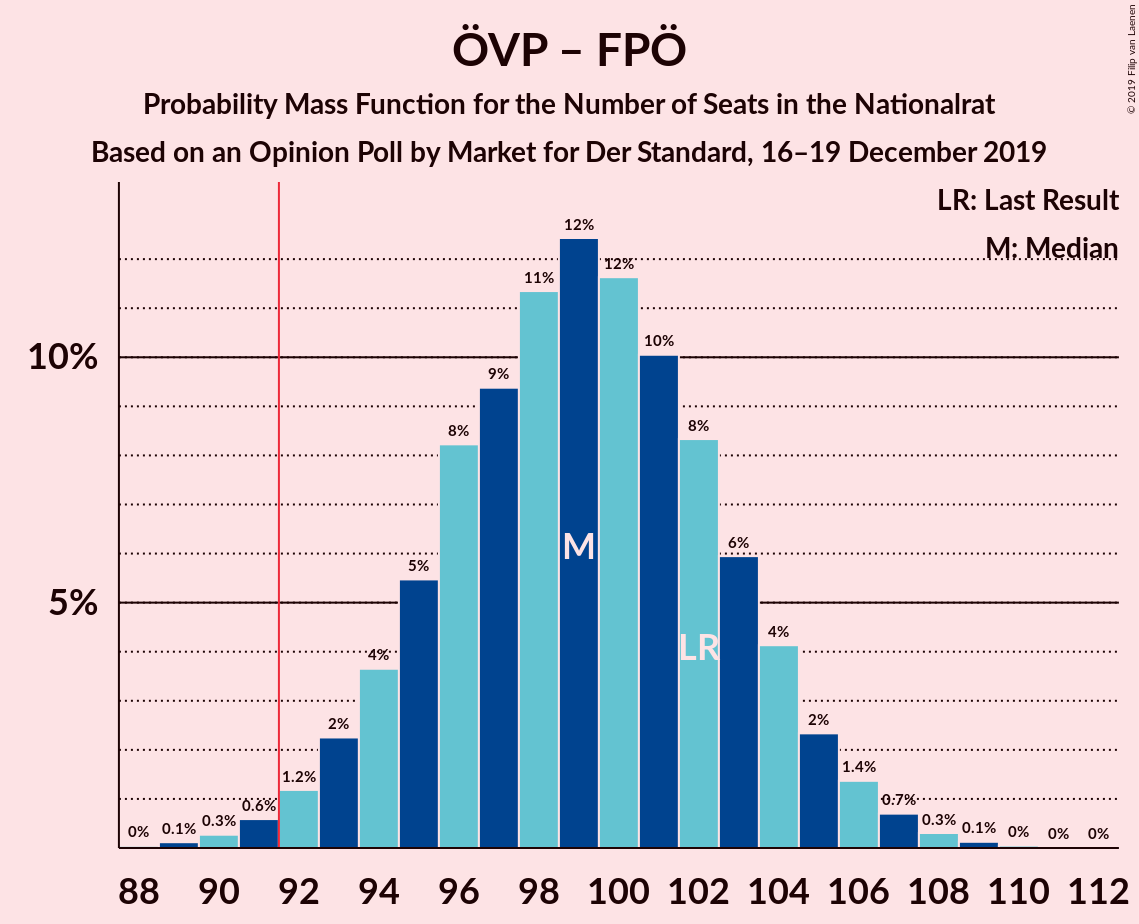 ÖVP – FPÖ
Probability Mass Function for the Number of Seats in the Nationalrat
Based on an Opinion Poll by Market for Der Standard, 16–19 December 2019
© 2019 Filip van Laenen
LR: Last Result
M: Median
10%
5%
0% 0.1% 0.3% 0.6% 1.2% 2% 4% 5% 8% 9% 11% 12% 12% 10% 8% 6% 4% 2% 1.4% 0.7% 0.3% 0.1% 0% 0% 0%
M
LR
88 90 92 94 96 98 100 102 104 106 108 110 112